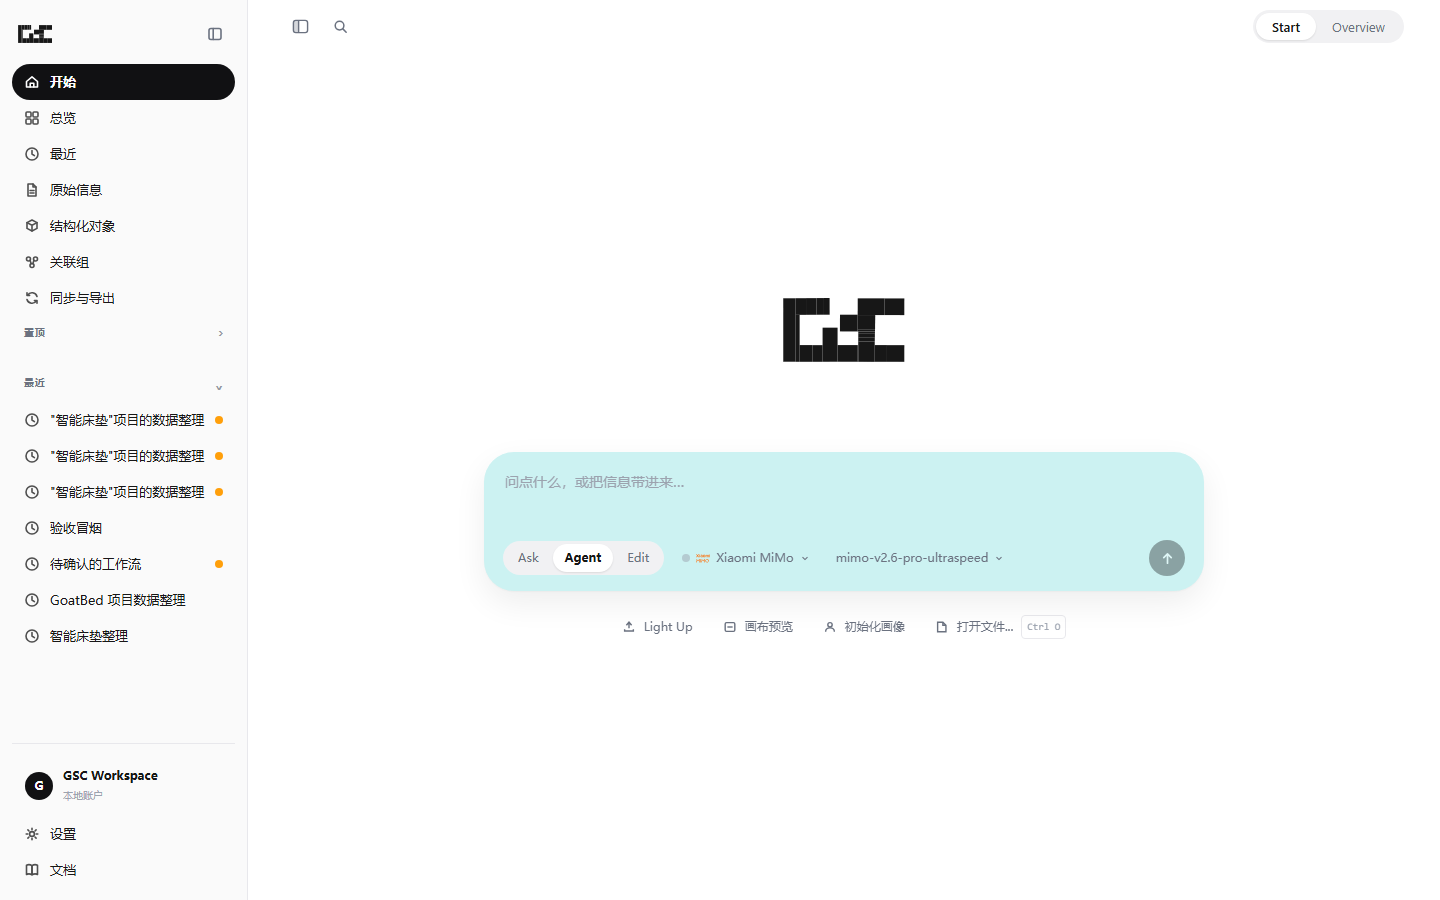 GSC
开始
总览
最近
原始信息
结构化对象
关联组
同步与导出
置顶
最近
"智能床垫"项目的数据整理
"智能床垫"项目的数据整理
"智能床垫"项目的数据整理
验收冒烟
待确认的工作流
GoatBed 项目数据整理
智能床垫整理
G
GSC Workspace
本地账户
设置
文档
Start
Overview
GSC
问点什么，或把信息带进来...
Ask
Agent
Edit
Xiaomi MiMo
mimo-v2.6-pro-ultraspeed
Light Up
画布预览
初始化画像
打开文件...
Ctrl O